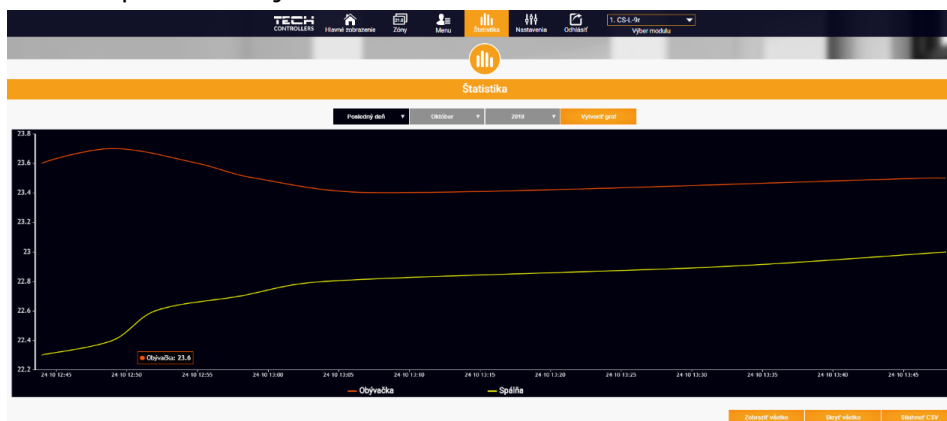 TECH
CONTROLLERS
Hlavné zobrazenie
Zóny
Menu
Štatistika
Nastavenia
Odhlásiť
1. CS-L-9r
Výber modulu
Štatistika
Posledný deň
Október
2019
Vytvoriť graf
23.8
23.6
23.4
23.2
23
22.8
22.6
22.4
22.2
Obývačka: 23.6
24 10 12:45
24 10 12:50
24 10 12:55
24 10 13:00
24 10 13:05
24 10 13:10
24 10 13:15
24 10 13:20
24 10 13:25
24 10 13:30
24 10 13:35
24 10 13:40
24 10 13:45
Obývačka
Spálňa
Zobraziť všetko
Skryť všetko
Stiahnuť CSV